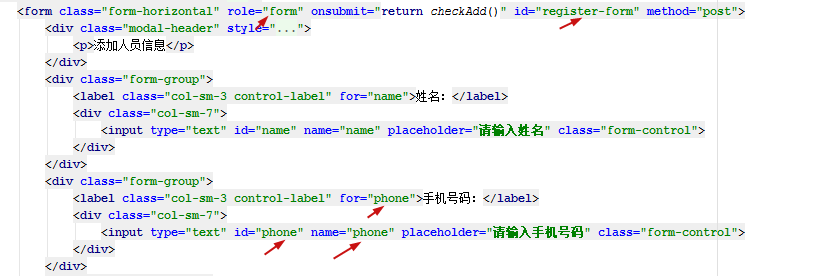 <form class="form-horizontal" role="form" onsubmit="return checkAdd()" id="register-form" method="post">
<div class="modal-header" style="...">
<p>添加人员信息</p>
</div>
<div class="form-group">
<label class="col-sm-3 control-label" for="name">姓名：</label>
<div class="col-sm-7">
<input type="text" id="name" name="name" placeholder="请输入姓名" class="form-control">
</div>
</div>
<div class="form-group">
<label class="col-sm-3 control-label" for="phone">手机号码：</label>
<div class="col-sm-7">
<input type="text" id="phone" name="phone" placeholder="请输入手机号码" class="form-control">
</div>
</div>